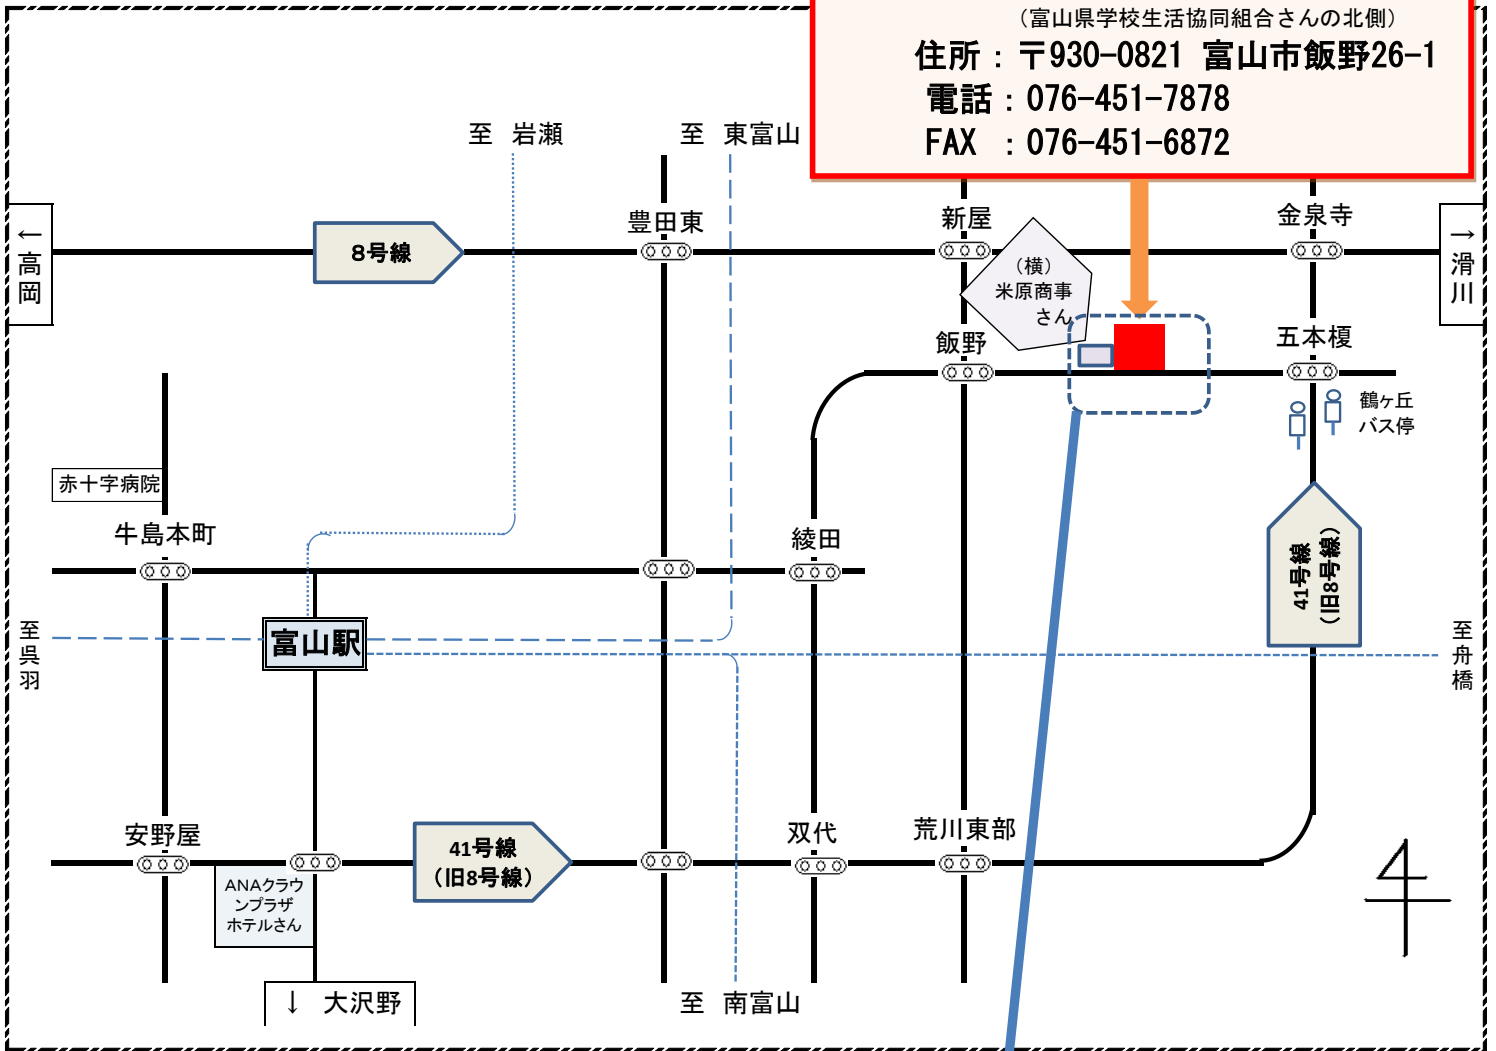 （富山県学校生活協同組合さんの北側）
住所：〒930-0821 富山市飯野26-1
電話：076-451-7878
FAX ：076-451-6872
至 岩瀬
至 東富山
豊田東
新屋
金泉寺
←高岡
8号線
→滑川
（横）
米原商事
さん
飯野
五本榎
鶴ヶ丘
バス停
赤十字病院
牛島本町
綾田
41号線
（旧8号線）
至呉羽
富山駅
至舟橋
安野屋
41号線
（旧8号線）
双代
荒川東部
ANAクラウ
ンプラザ
ホテルさん
↓ 大沢野
至 南富山